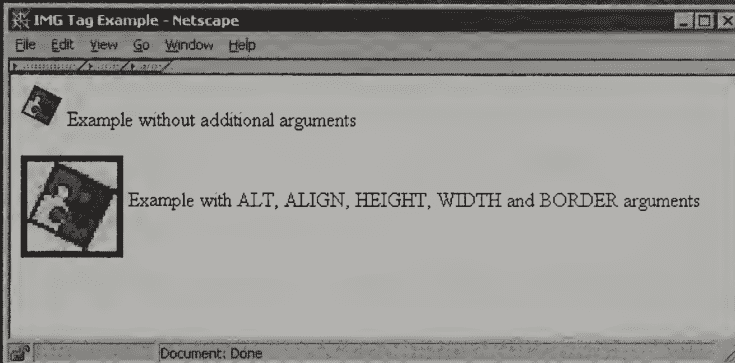 IMG Tag Example - Netscape
File Edit View Go Window Help
Example without additional arguments
Example with ALT, ALIGN, HEIGHT, WIDTH and BORDER arguments
Document: Done